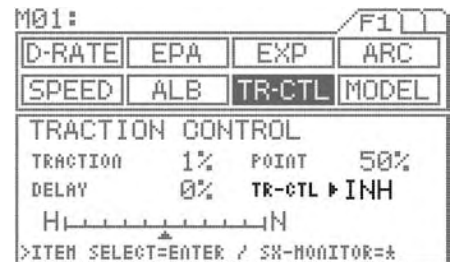 M01: F1
D-RATE EPA EXP ARC
SPEED ALB TR-CTL MODEL
TRACTION CONTROL
TRACTION 1% POINT 50%
DELAY 0% TR-CTL ▶INH
H N
>ITEM SELECT=ENTER / SX-MONITOR=